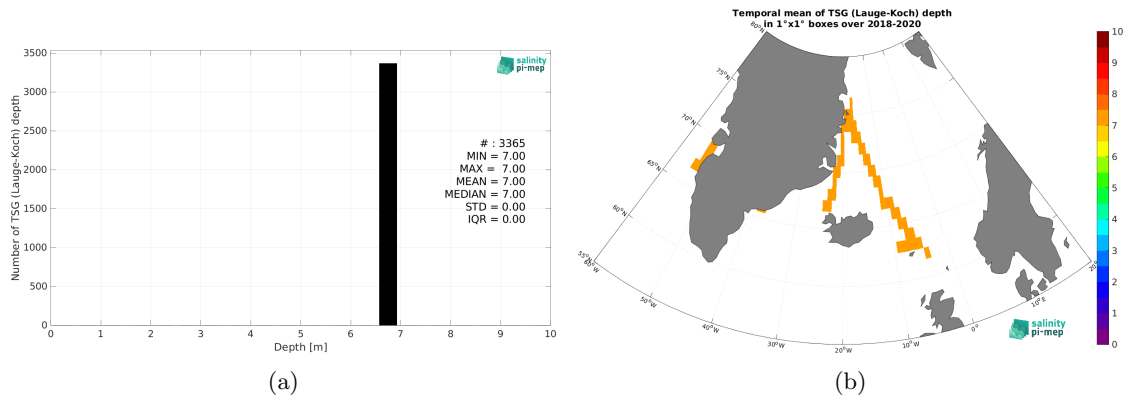 3500
3000
2500
2000
1500
1000
500
0
Number of TSG (Lauge-Koch) depth
0 1 2 3 4 5 6 7 8 9 10
Depth [m]
salinity
pi-mep
# : 3365
MIN = 7.00
MAX = 7.00
MEAN = 7.00
MEDIAN = 7.00
STD = 0.00
IQR = 0.00
(a)
Temporal mean of TSG (Lauge-Koch) depth
in 1°x1° boxes over 2018-2020
80°N
75°N
70°N
65°N
60°N
55°N
60°W
50°W
40°W
30°W
20°W
10°W
0°
10°E
salinity
pi-mep
10
9
8
7
6
5
4
3
2
1
0
(b)